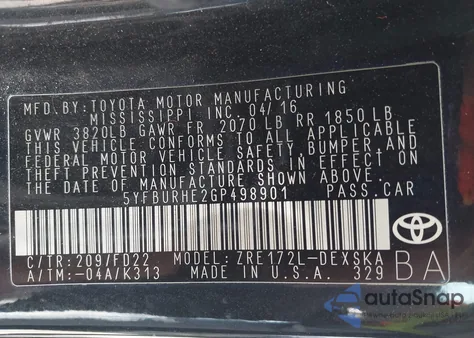 MFD. BY: TOYOTA MOTOR MANUFACTURING
MISSISSIPPI, INC. 04/16
GVWR 3820LB GAWR FR. 2070 LB RR 1850 LB
THIS VEHICLE CONFORMS TO ALL APPLICABLE
FEDERAL MOTOR VEHICLE SAFETY, BUMPER, AND
THEFT PREVENTION STANDARDS IN EFFECT ON
THE DATE OF MANUFACTURE SHOWN ABOVE.
5YFBURHE2GP498901 PASS. CAR
C/TR: 209/FD22 MODEL: ZRE172L-DEXSKA
A/TM: -04A/K313 MADE IN U.S.A. 329 BA
TOYOTA
autoSnap